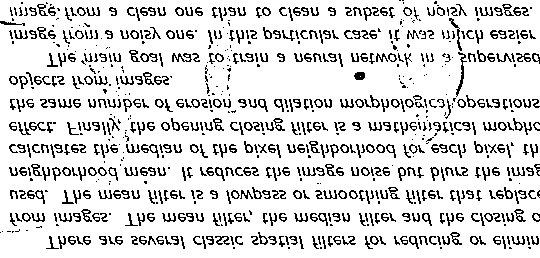 There are several classic spatial filters for reducing or elimin
from images. The mean filter, the median filter and the closing o
used. The mean filter is a lowpass or smoothing filter that replace
neighborhood mean. It reduces the image noise but blurs the imag
calculates the median of the pixel neighborhood for each pixel, th
effect. Finally, the opening closing filter is a mathematical morpho
the same number of erosion and dilation morphological operations
objects from images.
The main goal was to train a neural network in a supervised
image from a noisy one. In this particular case, it was much easier
image from a clean one than to clean a subset of noisy images.